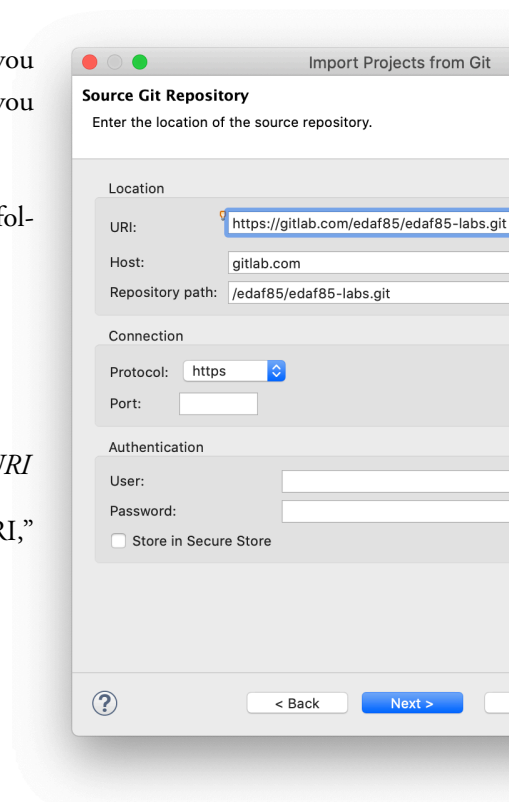 you
you
fol-
URI
RI,”
Import Projects from Git
Source Git Repository
Enter the location of the source repository.
Location
URI: https://gitlab.com/edaf85/edaf85-labs.git
Host: gitlab.com
Repository path: /edaf85/edaf85-labs.git
Connection
Protocol: https
Port:
Authentication
User:
Password:
Store in Secure Store
?
< Back Next >